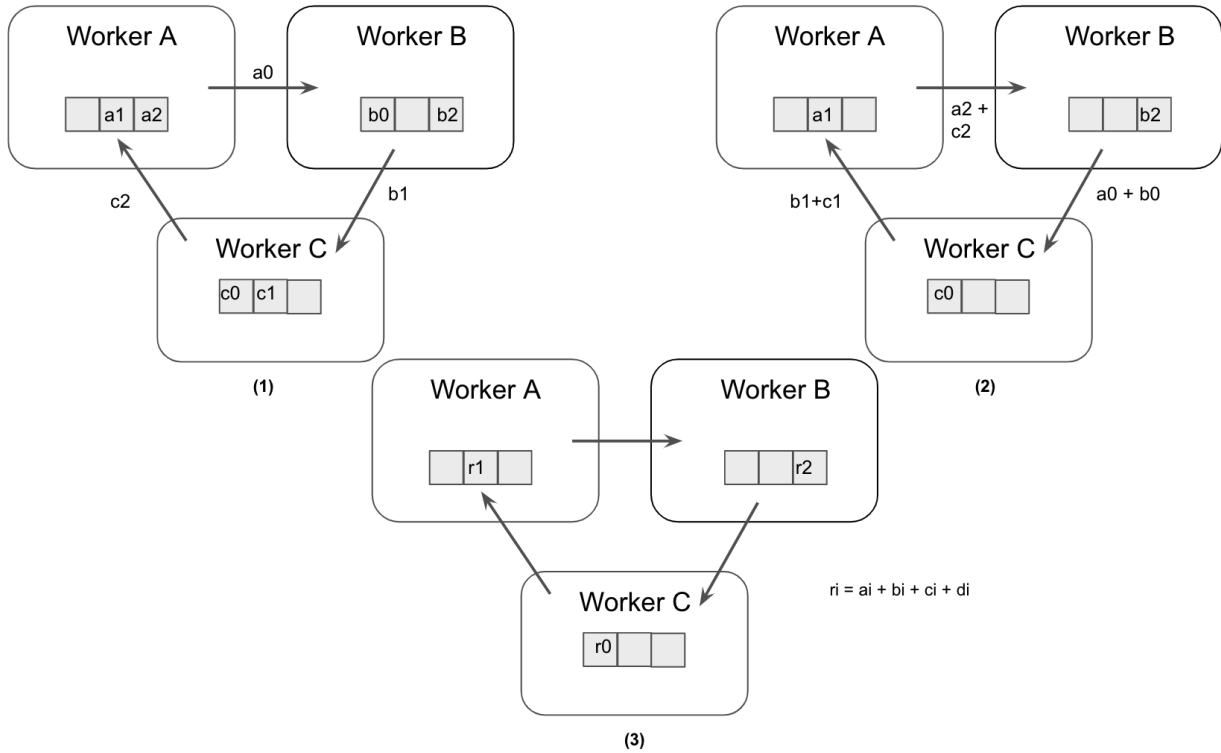 Worker A
a0
a1 a2
Worker B
b0 b2
c2
b1
Worker C
c0 c1
(1)
Worker A
a1
a2 +
c2
Worker B
b2
b1+c1
a0 + b0
Worker C
c0
(2)
Worker A
r1
Worker B
r2
Worker C
r0
ri = ai + bi + ci + di
(3)